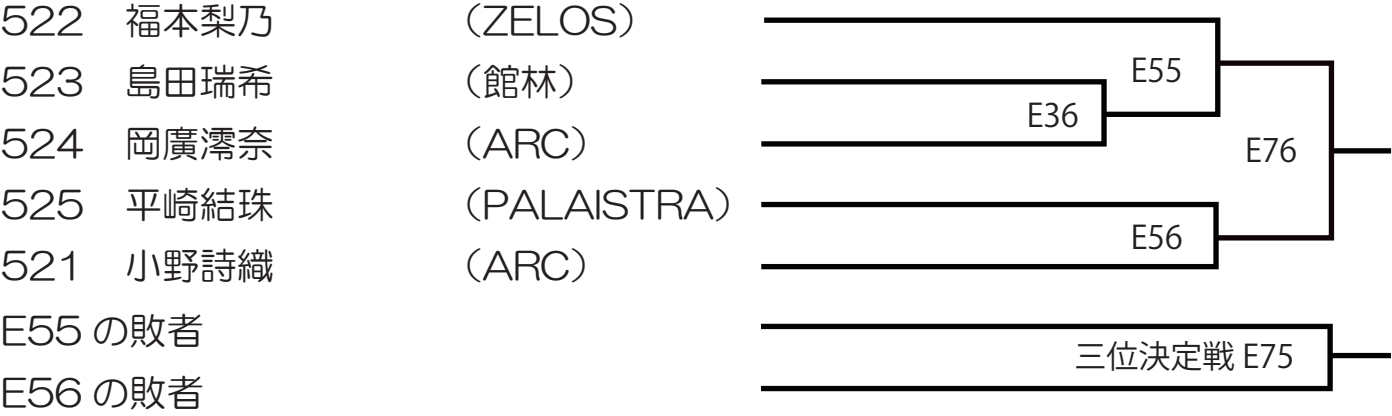 522 福本梨乃 （ZELOS）
E55
523 島田瑞希 （館林）
E36
524 岡廣澪奈 （ARC）
E76
525 平崎結珠 （PALAISTRA）
E56
521 小野詩織 （ARC）
E55 の敗者
三位決定戦 E75
E56 の敗者